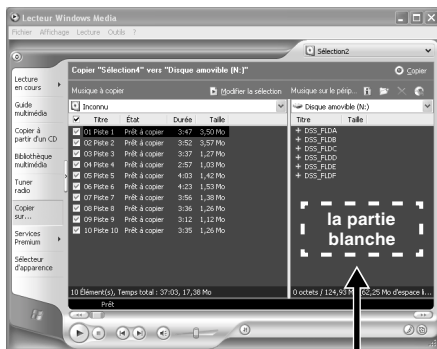 Lecteur Windows Media
Fichier Affichage Lecture Outils ?
Sélection2
Copier "Sélection4" vers "Disque amovible (N:)"
Copier
Musique à copier
Modifier la sélection
Musique sur le périp...
Inconnu
Disque amovible (N:)
Titre État Durée Taille
Titre Taille
01 Piste 1 Prêt à copier 3:47 3,50 Mo
02 Piste 2 Prêt à copier 3:52 3,57 Mo
03 Piste 3 Prêt à copier 3:37 1,27 Mo
04 Piste 4 Prêt à copier 2:57 1,03 Mo
05 Piste 5 Prêt à copier 4:03 1,42 Mo
06 Piste 6 Prêt à copier 4:23 1,53 Mo
07 Piste 7 Prêt à copier 3:56 1,38 Mo
08 Piste 8 Prêt à copier 3:36 1,26 Mo
09 Piste 9 Prêt à copier 3:12 1,12 Mo
10 Piste 10 Prêt à copier 3:35 1,26 Mo
DSS_FLDA
DSS_FLDB
DSS_FLDC
DSS_FLDD
DSS_FLDE
DSS_FLDF
la partie
blanche
Lecture
en cours
Guide
multimédia
Copier à
partir d'un CD
Bibliothèque
multimédia
Tuner
radio
Copier
sur...
Services
Premium
Sélecteur
d'apparence
10 Élément(s), Temps total : 37:03, 17,38 Mo
0 octets / 124,93 M 62,25 Mo d'espace li...
Prêt